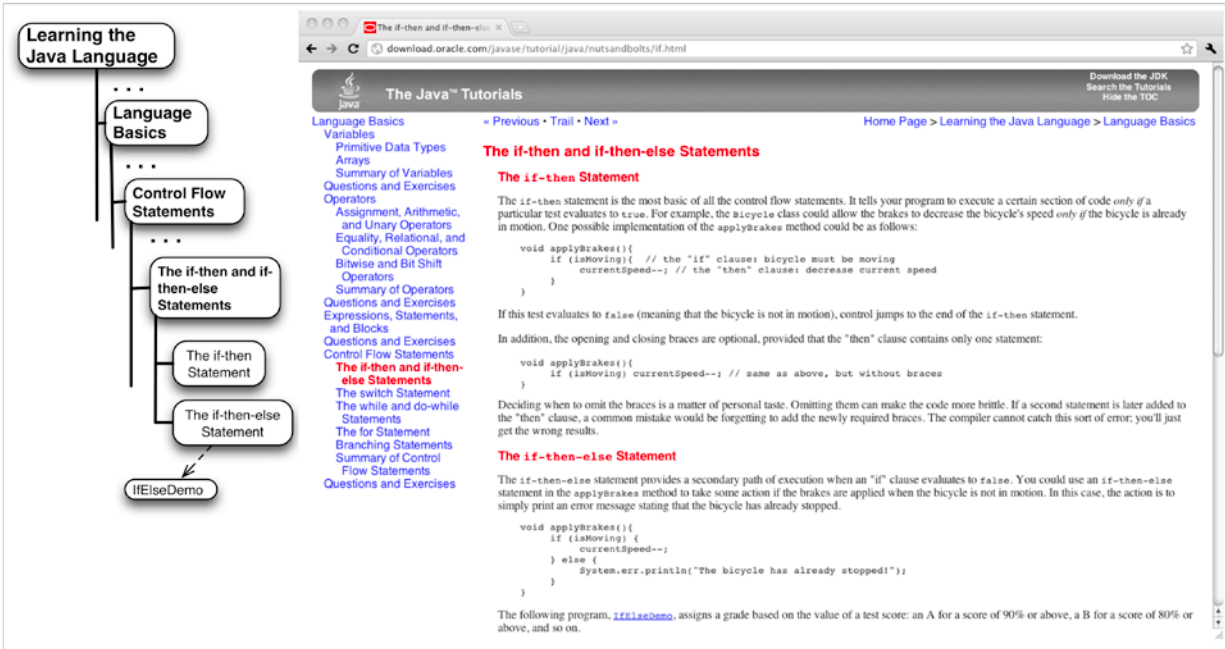 Learning the
Java Language
. . .
Language
Basics
. . .
Control Flow
Statements
. . .
The if-then and if-
then-else
Statements
The if-then
Statement
The if-then-else
Statement
IfElseDemo
The if-then and if-then-else
download.oracle.com/javase/tutorial/java/nutsandbolts/if.html
Java
The Java™ Tutorials
Download the JDK
Search the Tutorials
Hide the TOC
Language Basics
Variables
Primitive Data Types
Arrays
Summary of Variables
Questions and Exercises
Operators
Assignment, Arithmetic,
and Unary Operators
Equality, Relational, and
Conditional Operators
Bitwise and Bit Shift
Operators
Summary of Operators
Questions and Exercises
Expressions, Statements,
and Blocks
Questions and Exercises
Control Flow Statements
The if-then and if-then-
else Statements
The switch Statement
The while and do-while
Statements
The for Statement
Branching Statements
Summary of Control
Flow Statements
Questions and Exercises
« Previous • Trail • Next »
Home Page > Learning the Java Language > Language Basics
The if-then and if-then-else Statements
The if-then Statement
The if-then statement is the most basic of all the control flow statements. It tells your program to execute a certain section of code only if a
particular test evaluates to true. For example, the Bicycle class could allow the brakes to decrease the bicycle's speed only if the bicycle is already
in motion. One possible implementation of the applyBrakes method could be as follows:
void applyBrakes(){
if (isMoving){ // the "if" clause: bicycle must be moving
currentSpeed--; // the "then" clause: decrease current speed
}
}
If this test evaluates to false (meaning that the bicycle is not in motion), control jumps to the end of the if-then statement.
In addition, the opening and closing braces are optional, provided that the "then" clause contains only one statement:
void applyBrakes(){
if (isMoving) currentSpeed--; // same as above, but without braces
}
Deciding when to omit the braces is a matter of personal taste. Omitting them can make the code more brittle. If a second statement is later added to
the "then" clause, a common mistake would be forgetting to add the newly required braces. The compiler cannot catch this sort of error; you'll just
get the wrong results.
The if-then-else Statement
The if-then-else statement provides a secondary path of execution when an "if" clause evaluates to false. You could use an if-then-else
statement in the applyBrakes method to take some action if the brakes are applied when the bicycle is not in motion. In this case, the action is to
simply print an error message stating that the bicycle has already stopped.
void applyBrakes(){
if (isMoving) {
currentSpeed--;
} else {
System.err.println("The bicycle has already stopped!");
}
}
The following program, IfElseDemo, assigns a grade based on the value of a test score: an A for a score of 90% or above, a B for a score of 80% or
above, and so on.